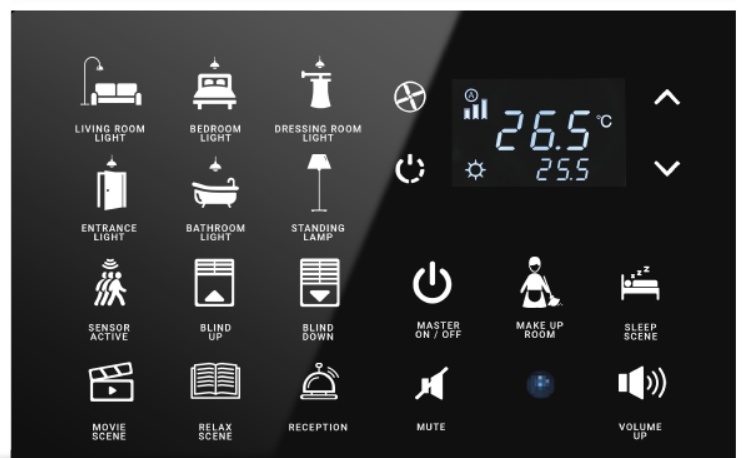 LIVING ROOM
LIGHT
BEDROOM
LIGHT
DRESSING ROOM
LIGHT
A
26.5 °C
25.5
ENTRANCE
LIGHT
BATHROOM
LIGHT
STANDING
LAMP
SENSOR
ACTIVE
BLIND
UP
BLIND
DOWN
MASTER
ON / OFF
MAKE UP
ROOM
z z z
SLEEP
SCENE
MOVIE
SCENE
RELAX
SCENE
RECEPTION
MUTE
VOLUME
UP